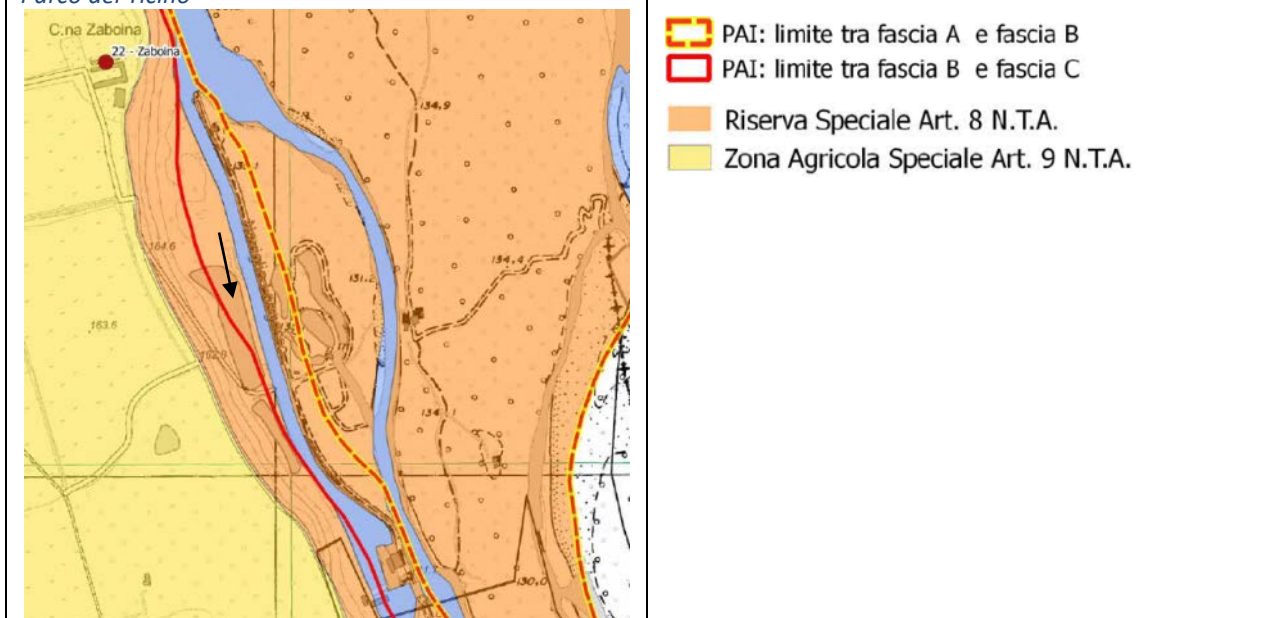 Parco del Ticino
C.na Zaboina
22 - Zaboina
134,9
131,2
134,4
164.6
163.6
162.8
134,1
130,0
PAI: limite tra fascia A e fascia B
PAI: limite tra fascia B e fascia C
Riserva Speciale Art. 8 N.T.A.
Zona Agricola Speciale Art. 9 N.T.A.